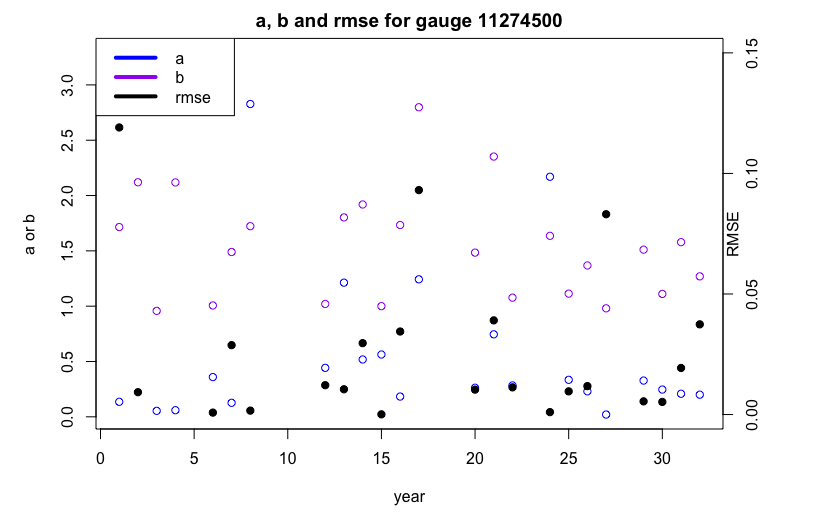 a, b and rmse for gauge 11274500
a
b
rmse
a or b
0.0
0.5
1.0
1.5
2.0
2.5
3.0
RMSE
0.00
0.05
0.10
0.15
0 5 10 15 20 25 30
year